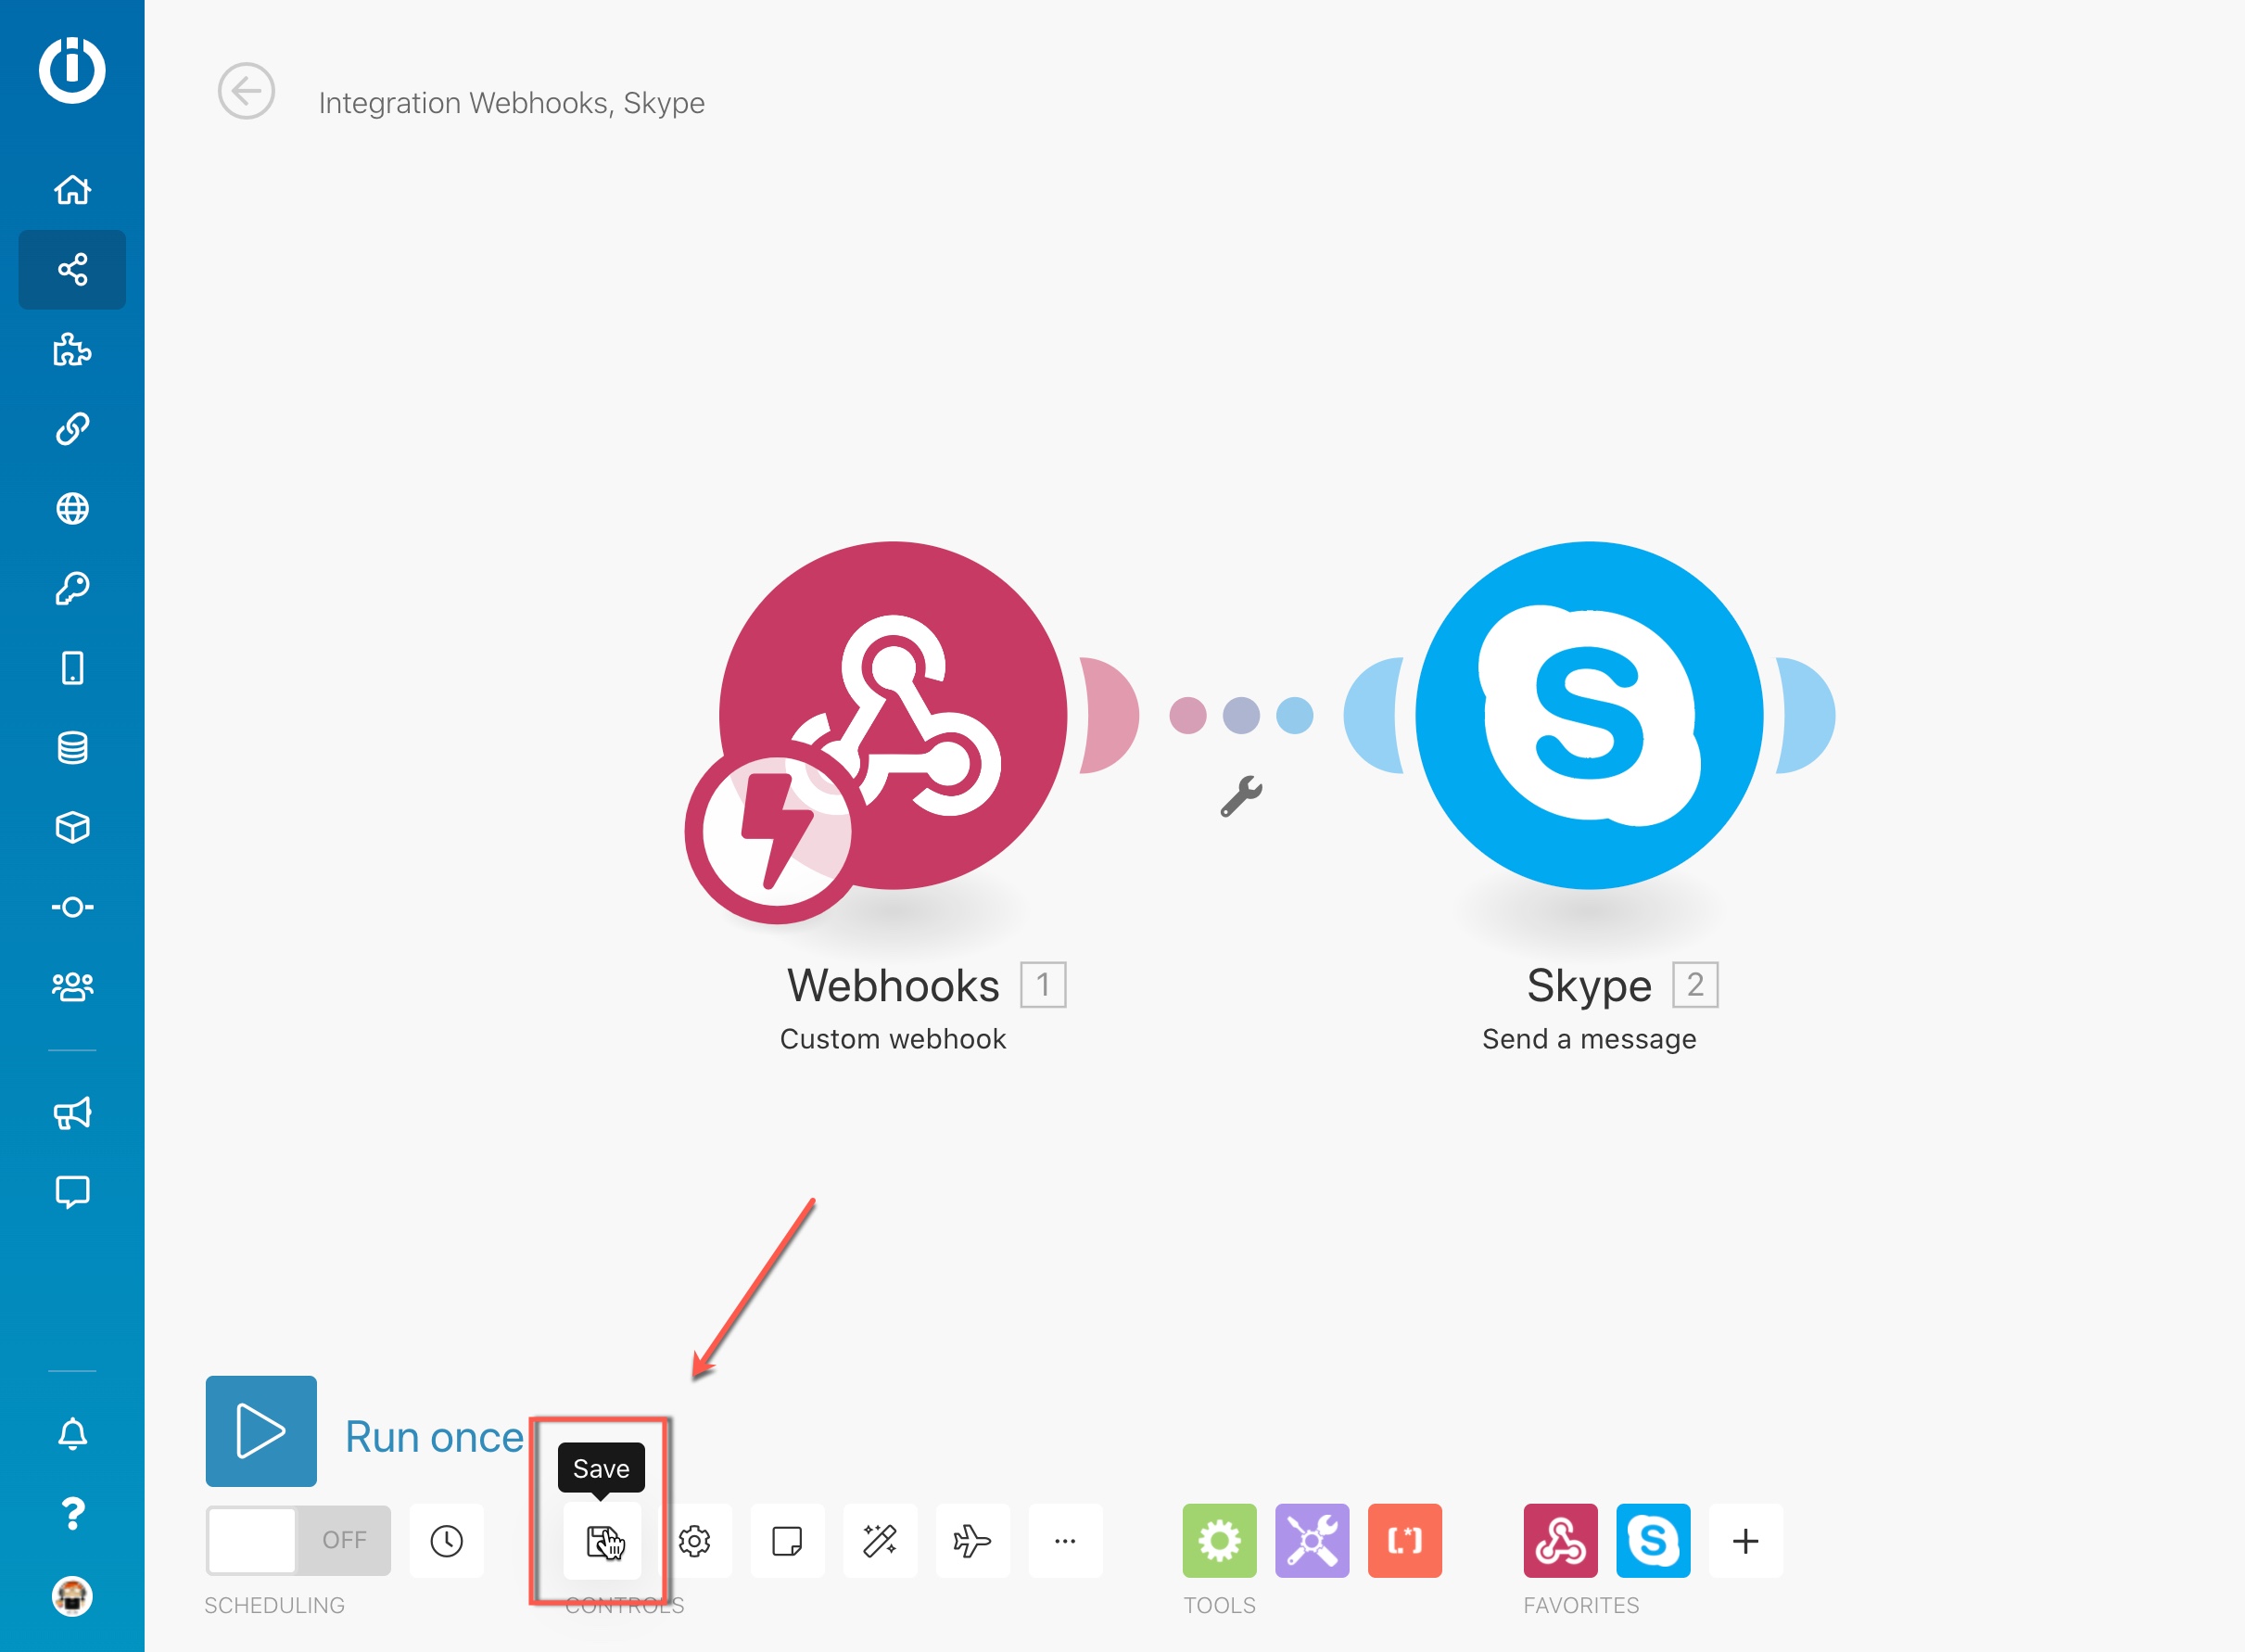 Integration Webhooks, Skype
Webhooks 1
Custom webhook
Skype 2
Send a message
Run once
Save
OFF
SCHEDULING
CONTROLS
TOOLS
FAVORITES